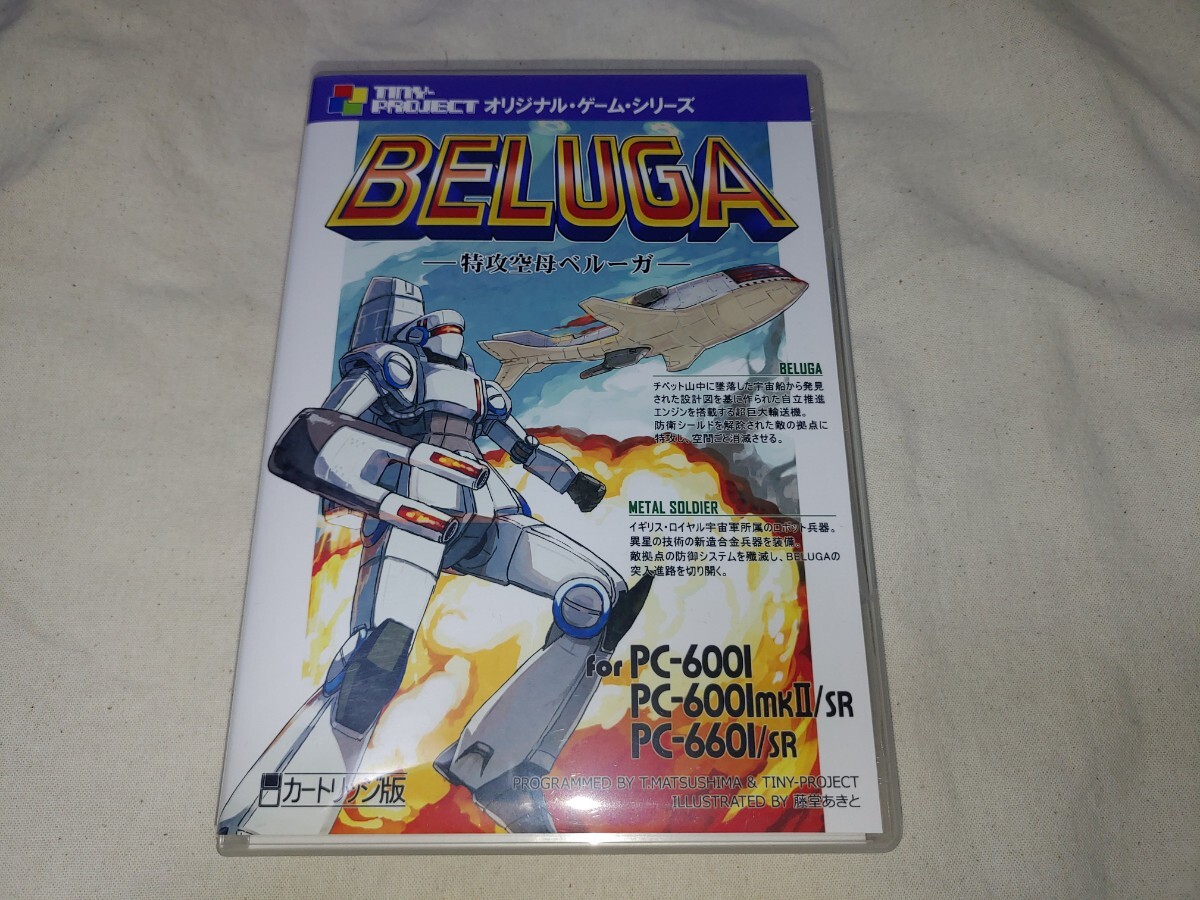 TINY-PROJECT オリジナル・ゲーム・シリーズ
BELUGA
―特攻空母ベルーガ―
BELUGA
チベット山中に墜落した宇宙船から発見
された設計図を基に作られた自立推進
エンジンを搭載する超巨大輸送機。
防衛シールドを解除された敵の拠点に
特攻し、空間ごと消滅させる。
METAL SOLDIER
イギリス・ロイヤル宇宙軍所属のロボット兵器。
異星の技術の新造合金兵器を装備。
敵拠点の防御システムを殲滅し、BELUGAの
突入進路を切り開く。
for PC-6001
PC-6001mkII/SR
PC-6601/SR
PROGRAMMED BY T.MATSUSHIMA & TINY-PROJECT
ILLUSTRATED BY 藤堂あきと
カートリッジ版